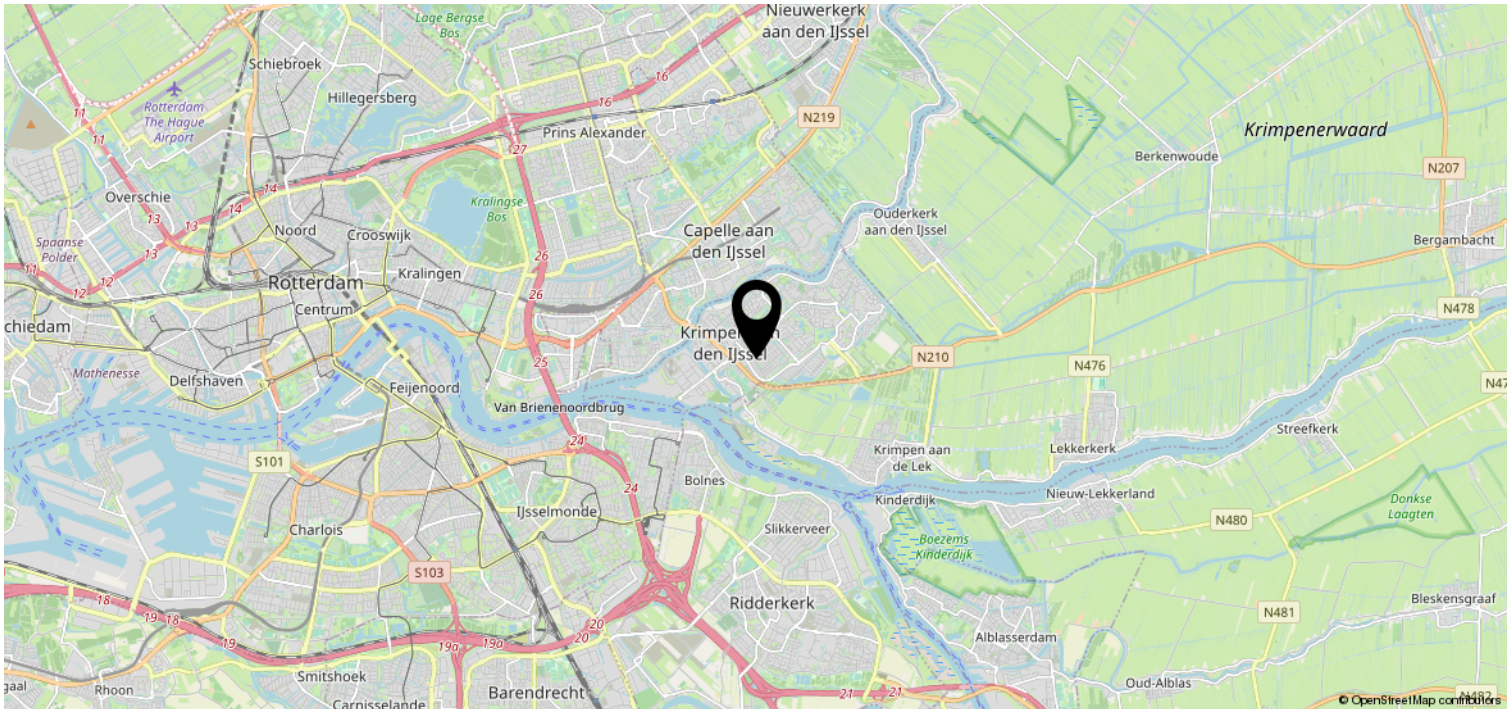 Nieuwerkerk
aan den IJssel
Lage Bergse
Bos
Schiebroek
16
Hillegersberg
16
Rotterdam
The Hague
Airport
11
11
N219
Prins Alexander
27
Krimpenerwaard
Berkenwoude
N207
14
Overschie
14
13
13
Kralingse
Bos
Noord
Crooswijk
Spaanse
Polder
12
11
12
Capelle aan
den IJssel
Ouderkerk
aan den IJssel
Bergambacht
26
Kralingen
Rotterdam
Centrum
26
chiedam
N478
Krimpen
den IJssel
25
N210
N476
N47
Mathenesse
Delfshaven
Feijenoord
Van Brienenoordbrug
24
Streefkerk
S101
Krimpen aan
de Lek
Lekkerkerk
24
Bolnes
Kinderdijk
Nieuw-Lekkerland
Donkse
Laagten
IJsselmonde
Charlois
Slikkerveer
N480
Boezems
Kinderdijk
S103
18
19
18
19
Ridderkerk
N481
Bleskensgraaf
20
20
19a
19a
Alblasserdam
Smitshoek
gaal
Rhoon
Barendrecht
21
21
Oud-Alblas
Carnisselande
N482
© OpenStreetMap contributors